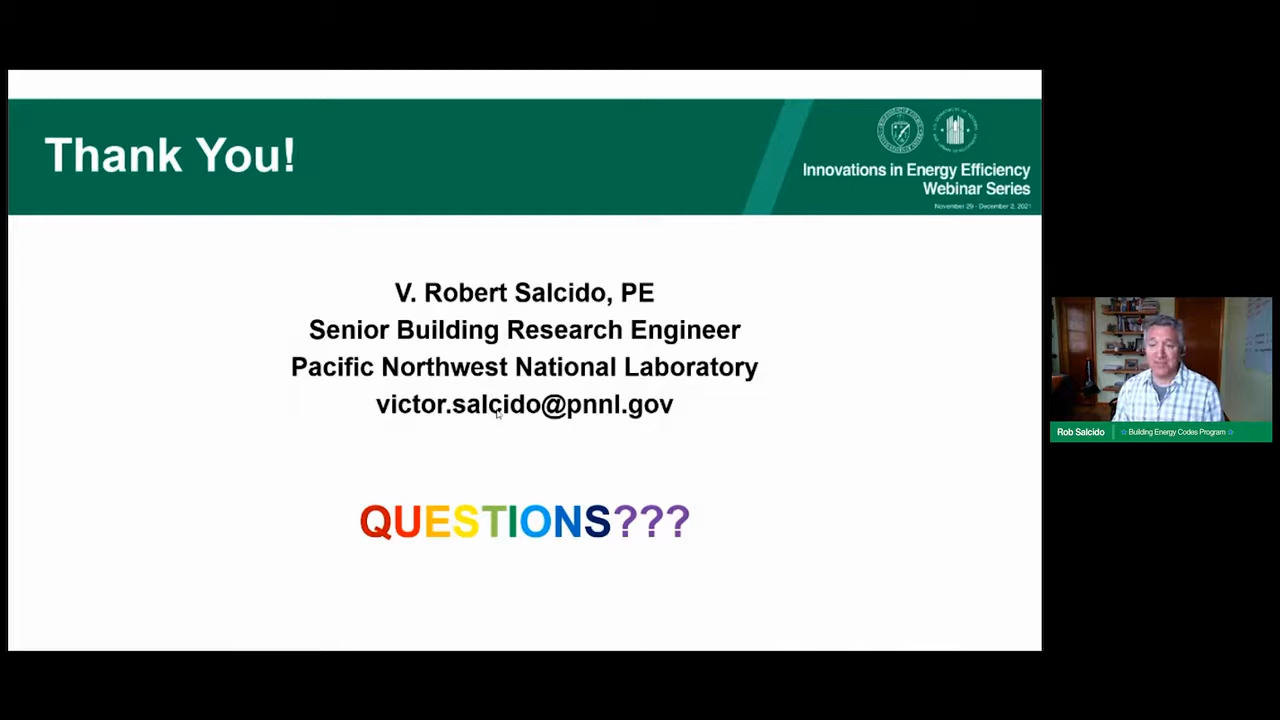 Thank You!
Innovations in Energy Efficiency
Webinar Series
November 29 - December 2, 2021
V. Robert Salcido, PE
Senior Building Research Engineer
Pacific Northwest National Laboratory
victor.salcido@pnnl.gov
QUESTIONS???
Rob Salcido
☆ Building Energy Codes Program ☆